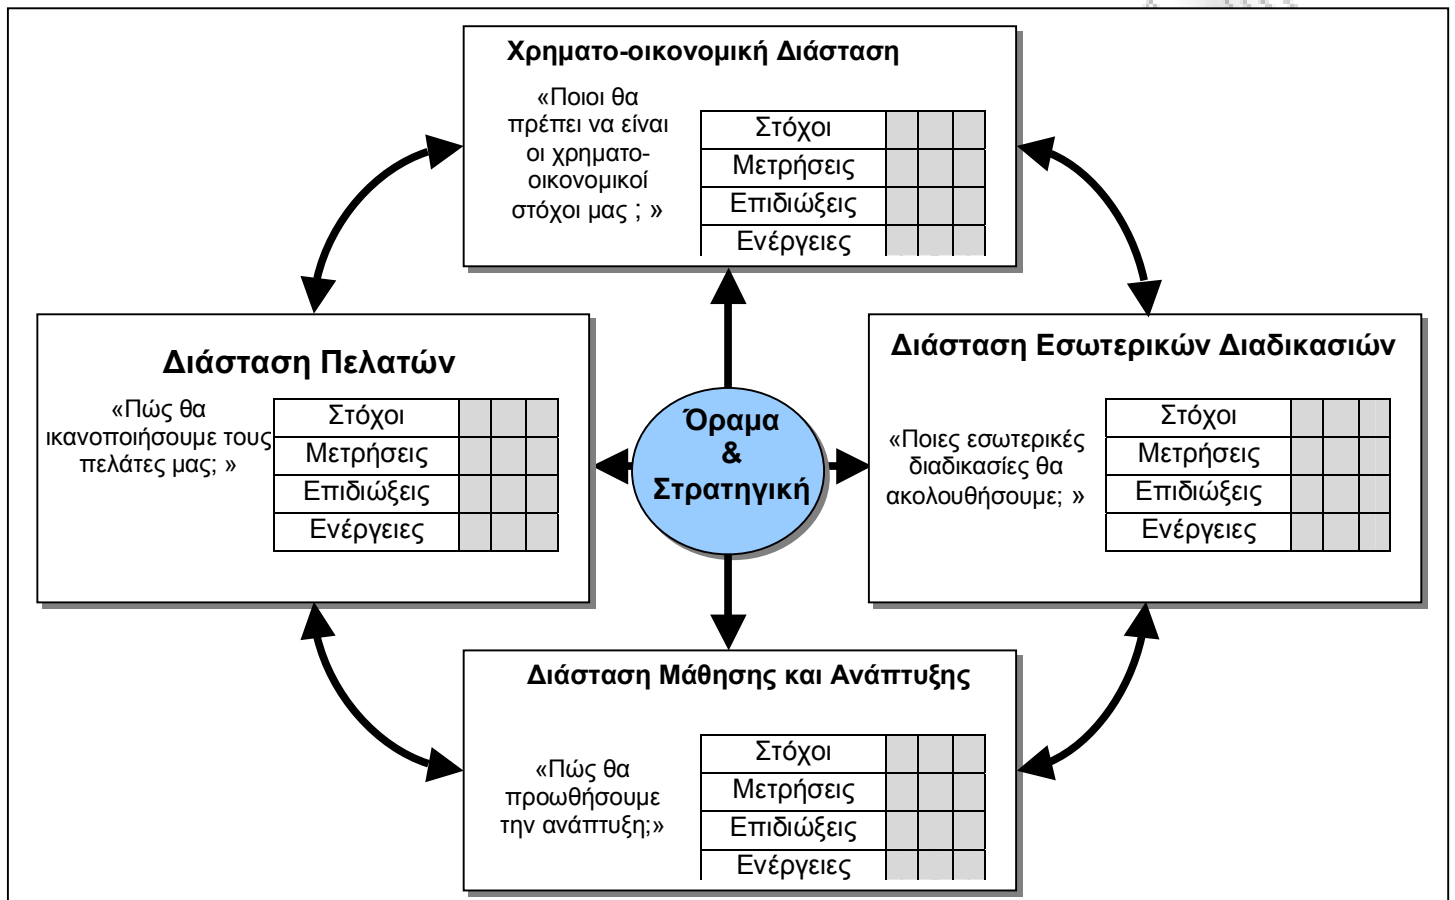 Χρηματο-οικονομική Διάσταση
«Ποιοι θα
πρέπει να είναι
οι χρηματο-
οικονομικοί
στόχοι μας ; »
Στόχοι
Μετρήσεις
Επιδιώξεις
Ενέργειες
Διάσταση Πελατών
«Πώς θα
ικανοποιήσουμε τους
πελάτες μας; »
Στόχοι
Μετρήσεις
Επιδιώξεις
Ενέργειες
Όραμα
&
Στρατηγική
Διάσταση Εσωτερικών Διαδικασιών
«Ποιες εσωτερικές
διαδικασίες θα
ακολουθήσουμε; »
Στόχοι
Μετρήσεις
Επιδιώξεις
Ενέργειες
Διάσταση Μάθησης και Ανάπτυξης
«Πώς θα
προωθήσουμε
την ανάπτυξη;»
Στόχοι
Μετρήσεις
Επιδιώξεις
Ενέργειες